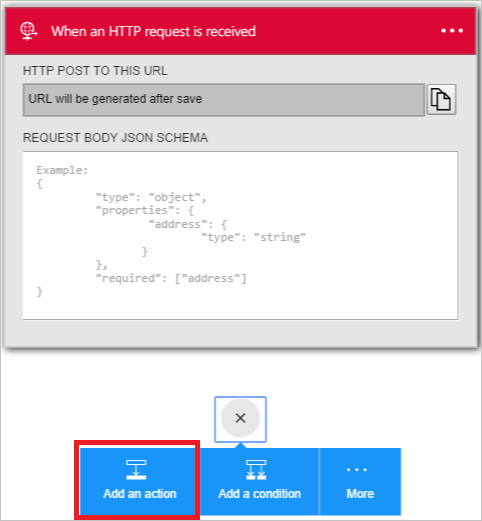 When an HTTP request is received
HTTP POST TO THIS URL
URL will be generated after save
REQUEST BODY JSON SCHEMA
Example:
{
"type": "object",
"properties": {
"address": {
"type": "string"
}
},
"required": ["address"]
}
Add an action
Add a condition
More